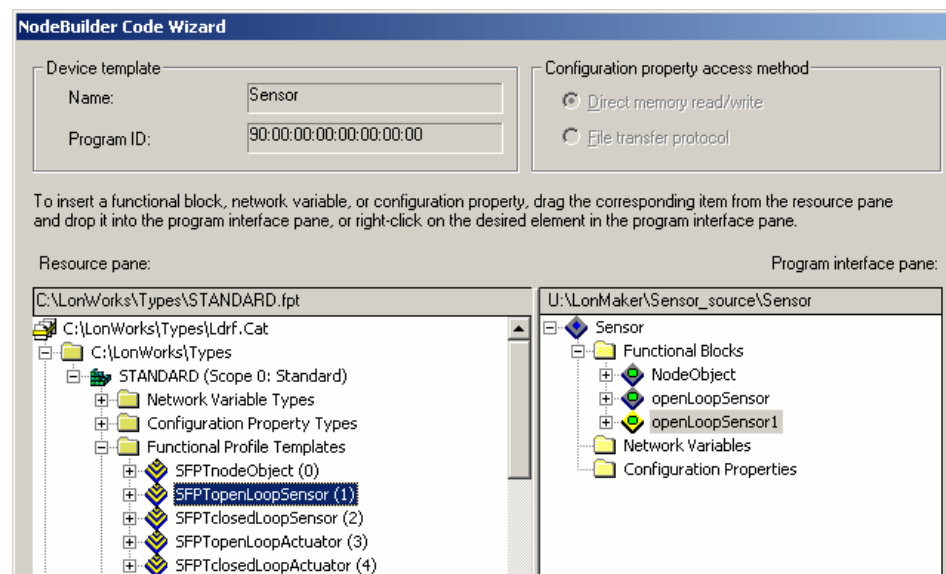 NodeBuilder Code Wizard
Device template
Configuration property access method
Name:
Sensor
Direct memory read/write
Program ID:
90:00:00:00:00:00:00:00
File transfer protocol
To insert a functional block, network variable, or configuration property, drag the corresponding item from the resource pane
and drop it into the program interface pane, or right-click on the desired element in the program interface pane.
Resource pane:
Program interface pane:
C:\LonWorks\Types\STANDARD.fpt
U:\LonMaker\Sensor_source\Sensor
C:\LonWorks\Types\Ldrf.Cat
C:\LonWorks\Types
STANDARD (Scope 0: Standard)
Network Variable Types
Configuration Property Types
Functional Profile Templates
SFPTnodeObject (0)
SFPTopenLoopSensor (1)
SFPTclosedLoopSensor (2)
SFPTopenLoopActuator (3)
SFPTclosedLoopActuator (4)
Sensor
Functional Blocks
NodeObject
openLoopSensor
openLoopSensor1
Network Variables
Configuration Properties